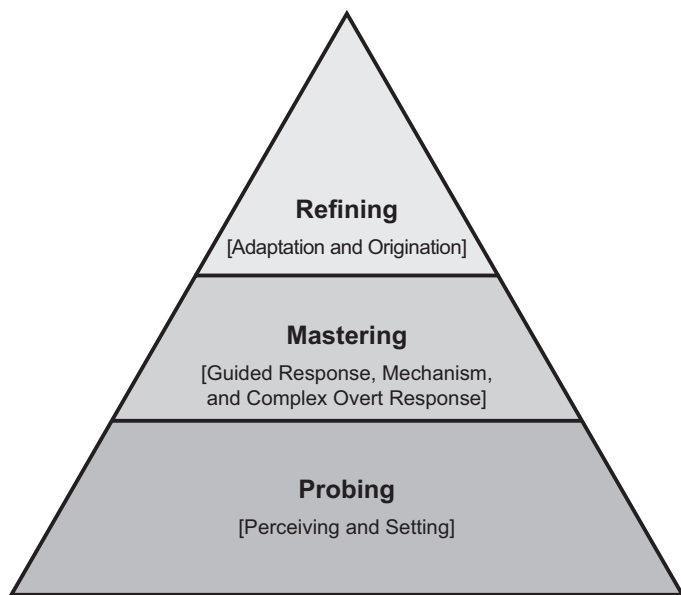 Refining
[Adaptation and Origination]
Mastering
[Guided Response, Mechanism,
and Complex Overt Response]
Probing
[Perceiving and Setting]